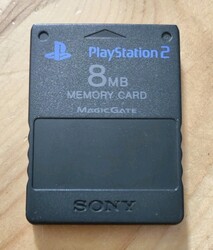 PlayStation 2
8MB
MEMORY CARD
MAGICGATE
SONY